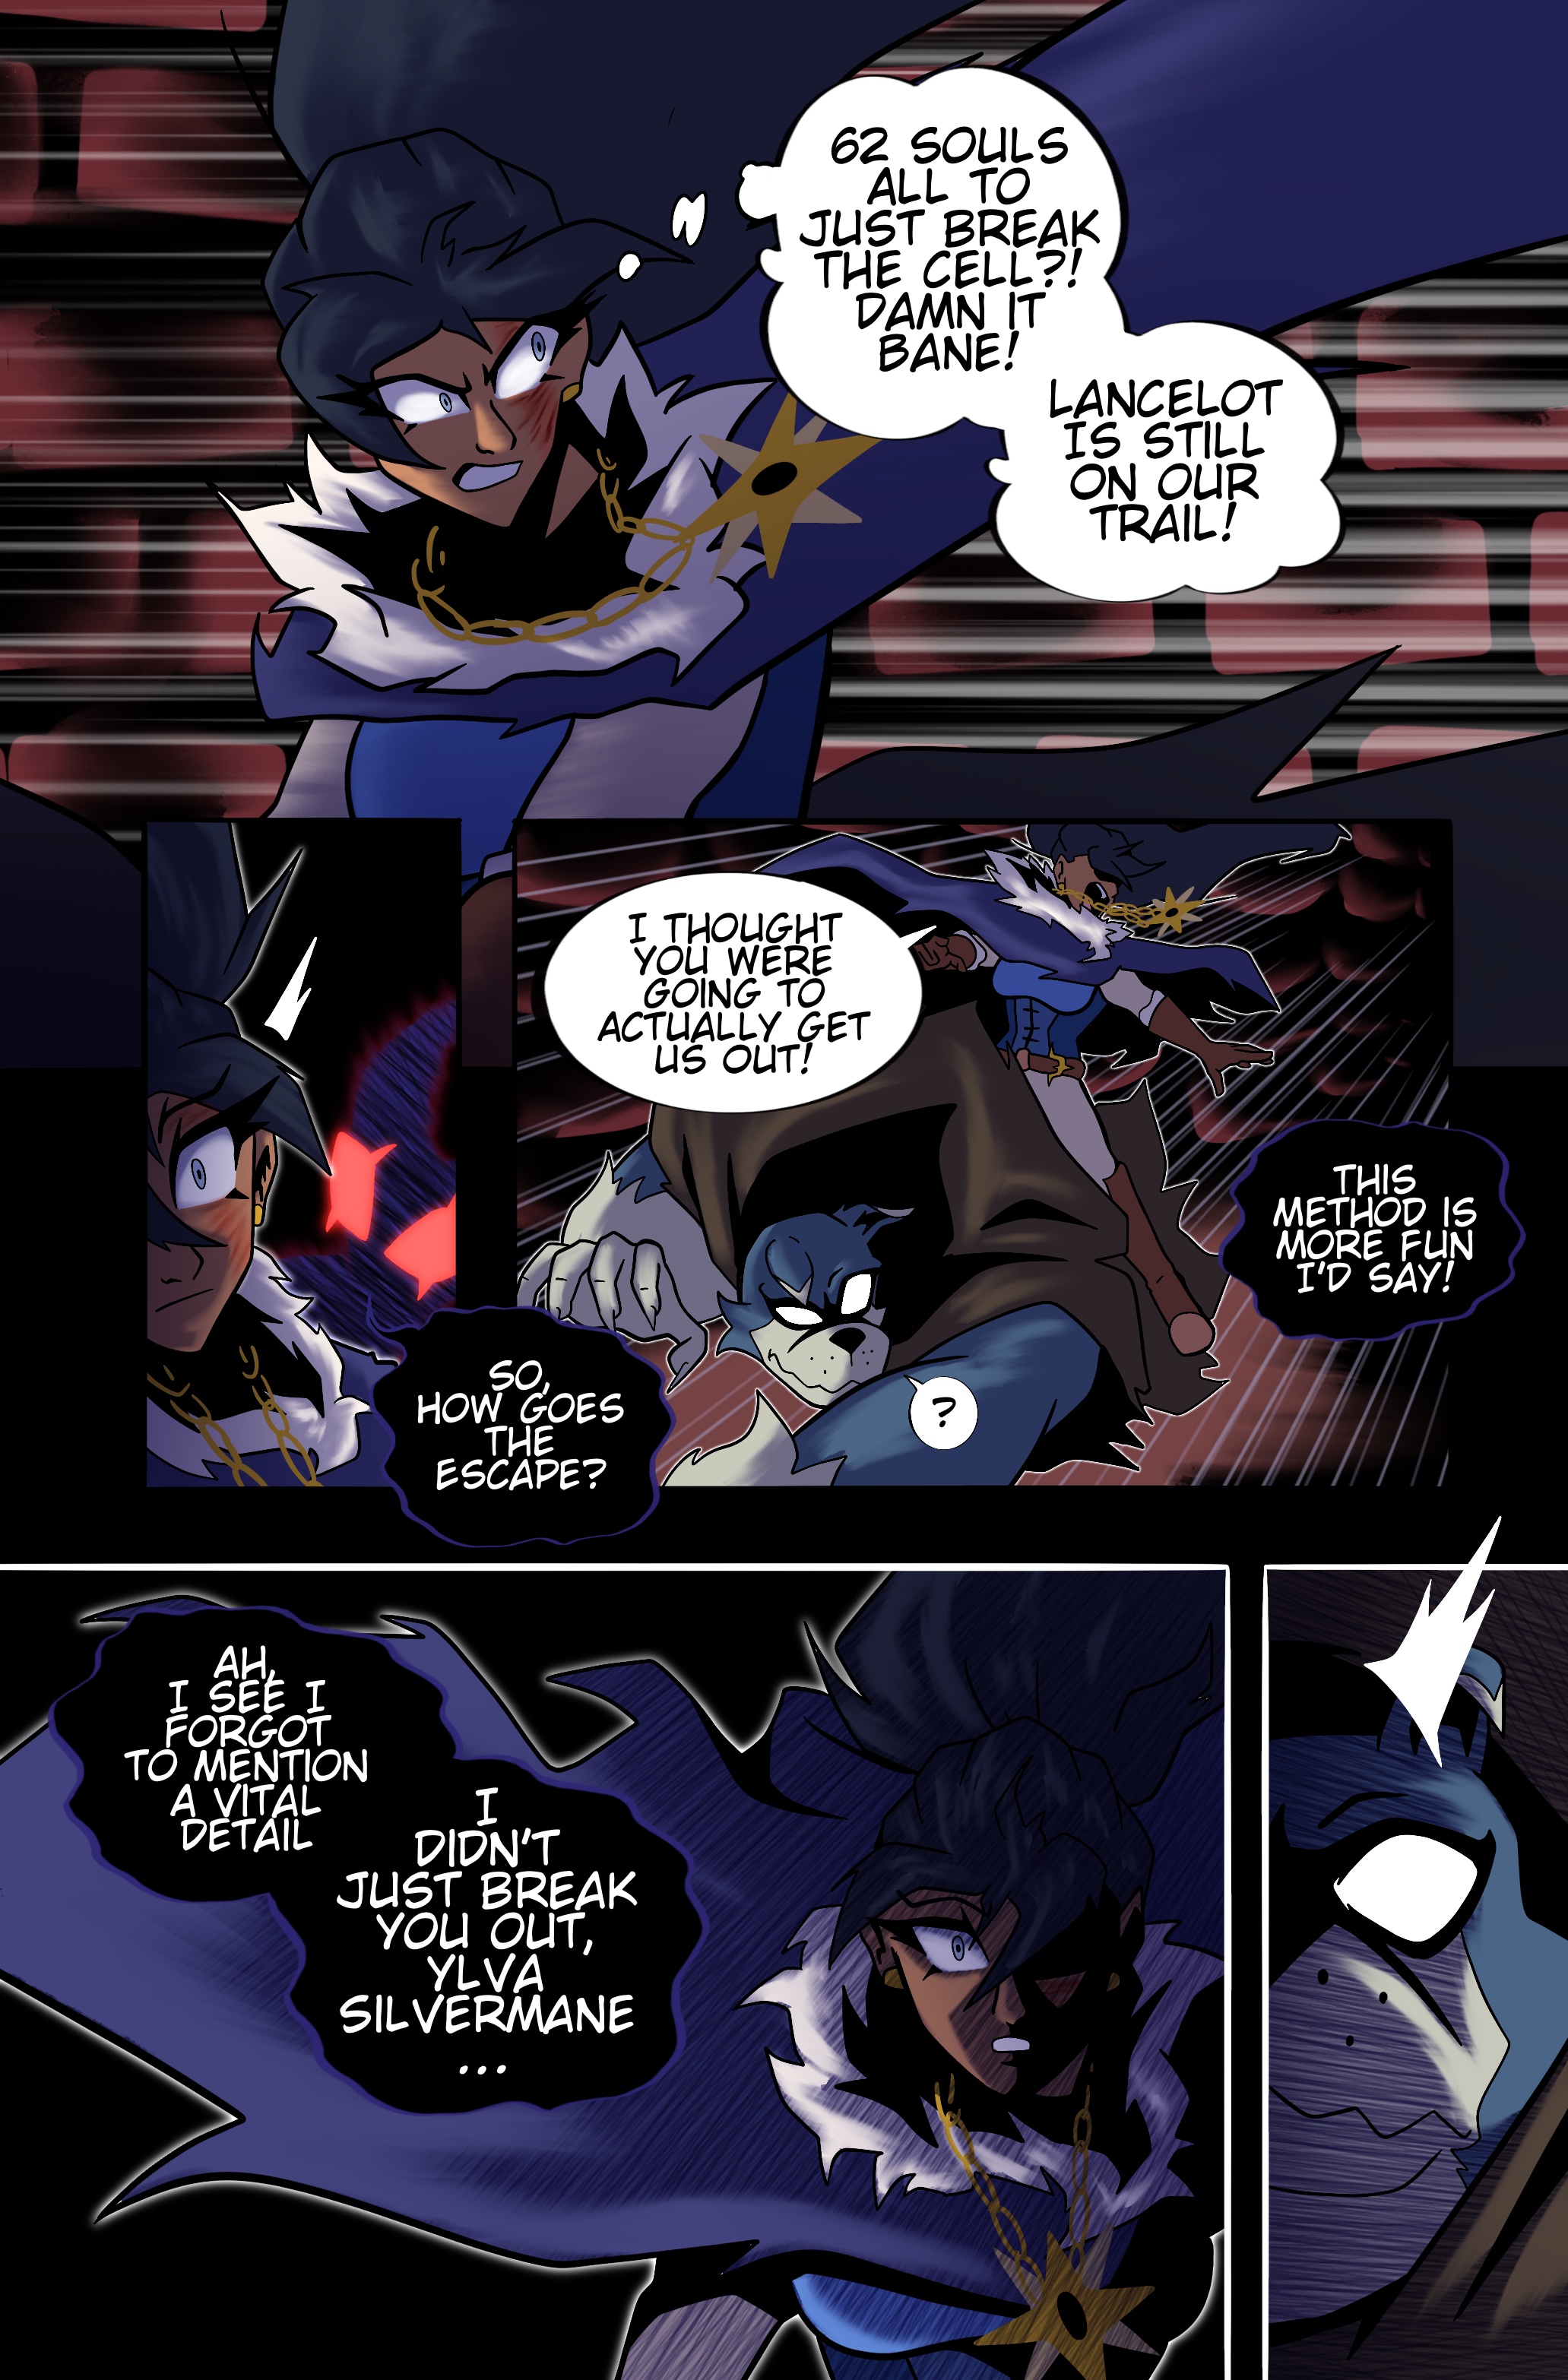 62 SOULS
ALL TO
JUST BREAK
THE CELL?!
DAMN IT
BANE!
LANCELOT
IS STILL
ON OUR
TRAIL!
SO,
HOW GOES
THE
ESCAPE?
I THOUGHT
YOU WERE
GOING TO
ACTUALLY GET
US OUT!
THIS
METHOD IS
MORE FUN
I'D SAY!
?
AH,
I SEE I
FORGOT
TO MENTION
A VITAL
DETAIL
I
DIDN'T
JUST BREAK
YOU OUT,
YLVA
SILVERMANE
...